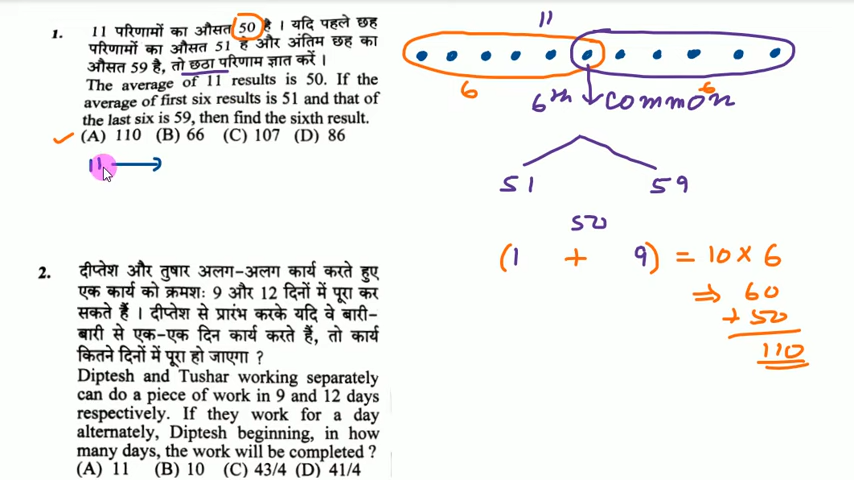 1. 11 परिणामों का औसत 50 है । यदि पहले छह
परिणामों का औसत 51 है और अंतिम छह का
औसत 59 है, तो छठा परिणाम ज्ञात करें ।
The average of 11 results is 50. If the
average of first six results is 51 and that of
the last six is 59, then find the sixth result.
(A) 110 (B) 66 (C) 107 (D) 86
11
2. दीप्तेश और तुषार अलग-अलग कार्य करते हुए
एक कार्य को क्रमशः 9 और 12 दिनों में पूरा कर
सकते हैं । दीप्तेश से प्रारंभ करके यदि वे बारी-
बारी से एक-एक दिन कार्य करते हैं, तो कार्य
कितने दिनों में पूरा हो जाएगा ?
Diptesh and Tushar working separately
can do a piece of work in 9 and 12 days
respectively. If they work for a day
alternately, Diptesh beginning, in how
many days, the work will be completed ?
(A) 11 (B) 10 (C) 43/4 (D) 41/4
11
6 6
6th common
51 59
50
(1 + 9) = 10 × 6
⇒ 60
+ 50
110